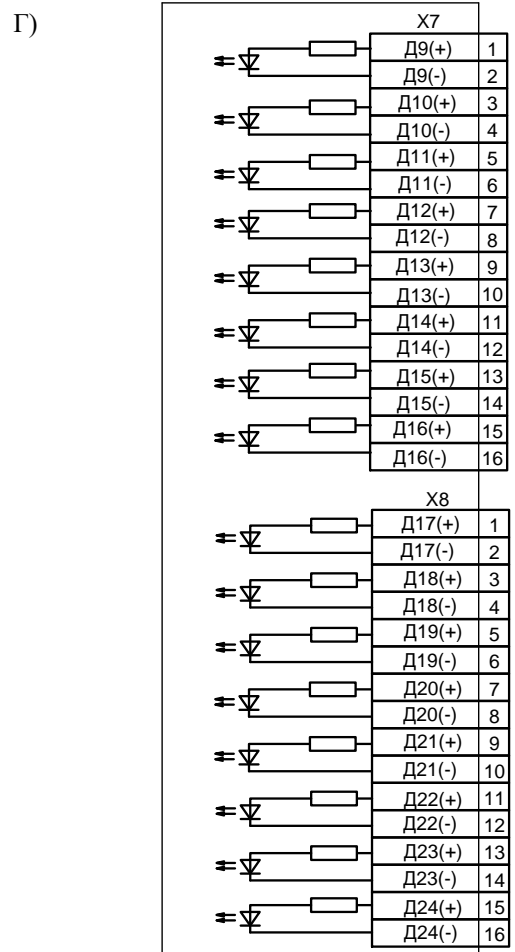 Г)
X7
Д9(+) 1
Д9(-) 2
Д10(+) 3
Д10(-) 4
Д11(+) 5
Д11(-) 6
Д12(+) 7
Д12(-) 8
Д13(+) 9
Д13(-) 10
Д14(+) 11
Д14(-) 12
Д15(+) 13
Д15(-) 14
Д16(+) 15
Д16(-) 16
X8
Д17(+) 1
Д17(-) 2
Д18(+) 3
Д18(-) 4
Д19(+) 5
Д19(-) 6
Д20(+) 7
Д20(-) 8
Д21(+) 9
Д21(-) 10
Д22(+) 11
Д22(-) 12
Д23(+) 13
Д23(-) 14
Д24(+) 15
Д24(-) 16